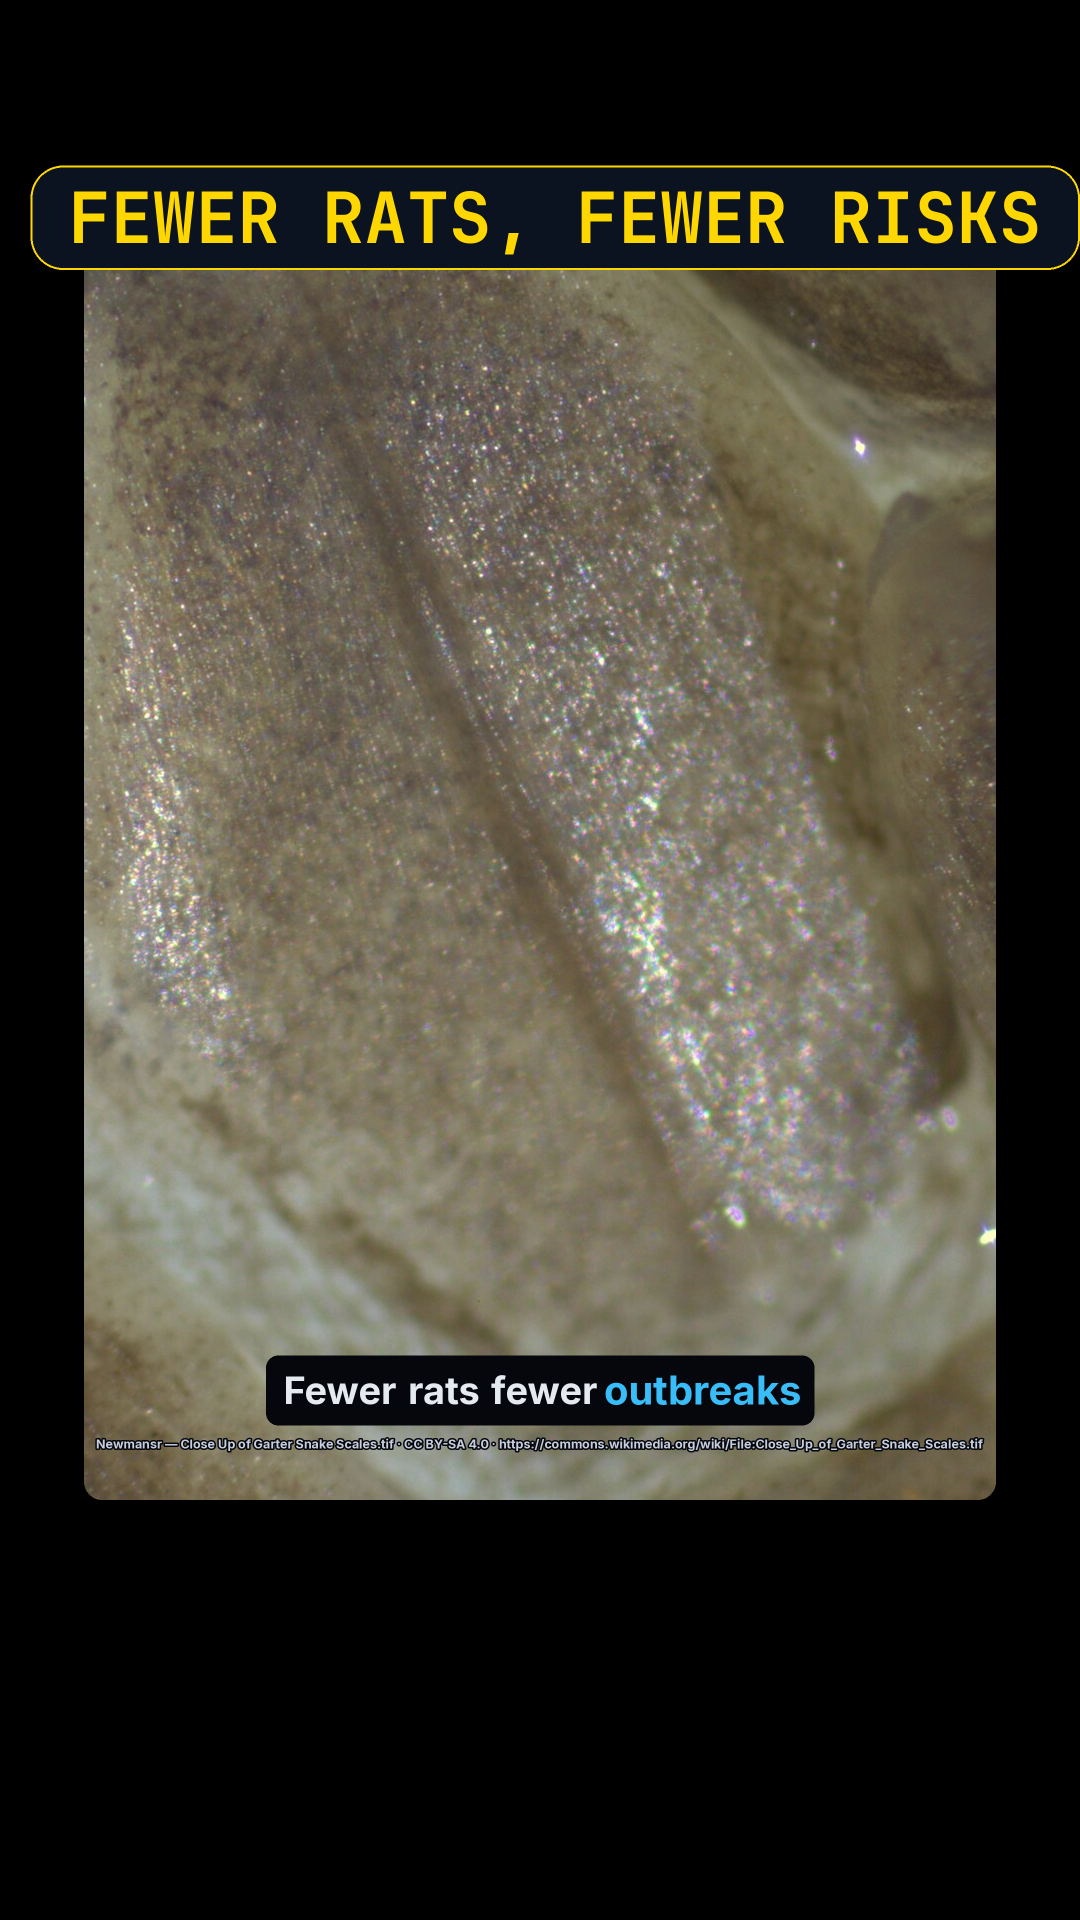 FEWER RATS, FEWER RISKS
Fewer rats fewer outbreaks
Newmansr — Close Up of Garter Snake Scales.tif · CC BY-SA 4.0 · https://commons.wikimedia.org/wiki/File:Close_Up_of_Garter_Snake_Scales.tif